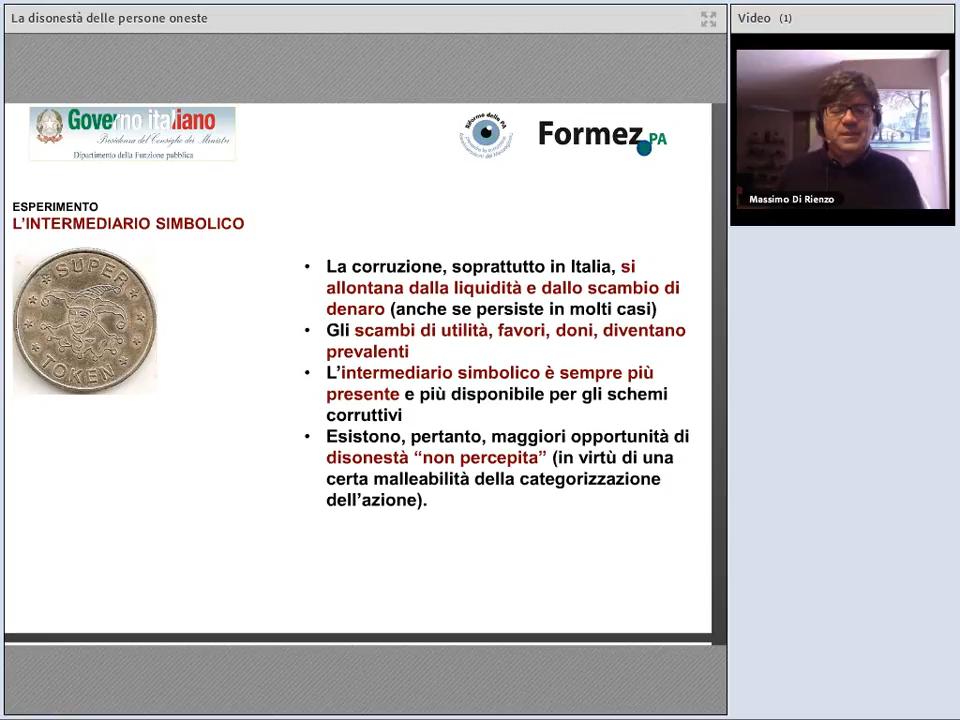 La disonestà delle persone oneste
Video (1)
Governo italiano
Presidenza del Consiglio dei Ministri
Dipartimento della Funzione pubblica
Riforme delle PA
Formez PA
Massimo Di Rienzo
ESPERIMENTO
L’INTERMEDIARIO SIMBOLICO
SUPER
TOKEN
• La corruzione, soprattutto in Italia, si
allontana dalla liquidità e dallo scambio di
denaro (anche se persiste in molti casi)
• Gli scambi di utilità, favori, doni, diventano
prevalenti
• L’intermediario simbolico è sempre più
presente e più disponibile per gli schemi
corruttivi
• Esistono, pertanto, maggiori opportunità di
disonestà “non percepita” (in virtù di una
certa malleabilità della categorizzazione
dell’azione).